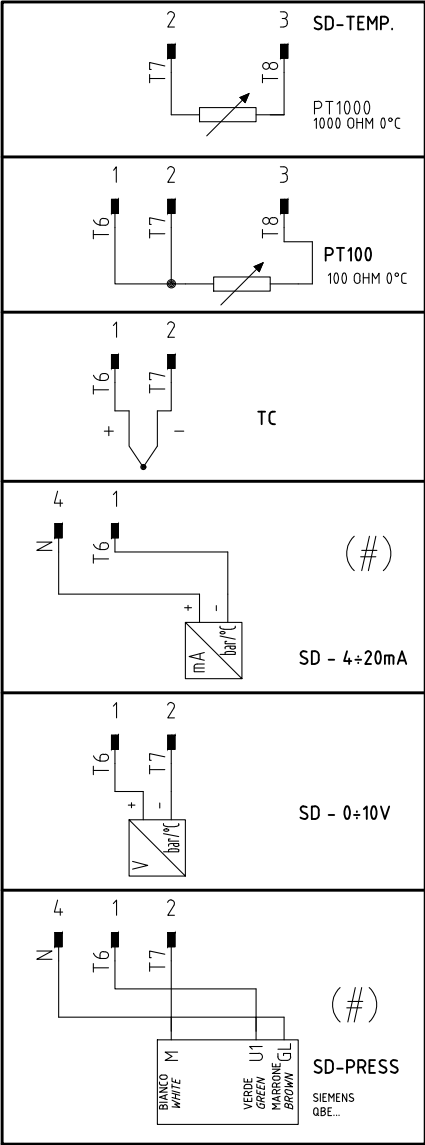 2 3 SD-TEMP.
T7 T8
PT1000
1000 OHM 0°C
1 2 3
T6 T7 T8
PT100
100 OHM 0°C
1 2
T6 T7
+ -
TC
4 1
N T6
(#)
+ -
mA bar/°C
SD - 4÷20mA
1 2
T6 T7
+ -
V bar/°C
SD - 0÷10V
4 1 2
N T6 T7
(#)
M U1 GL
BIANCO VERDE MARRONE
WHITE GREEN BROWN
SD-PRESS
SIEMENS
QBE...